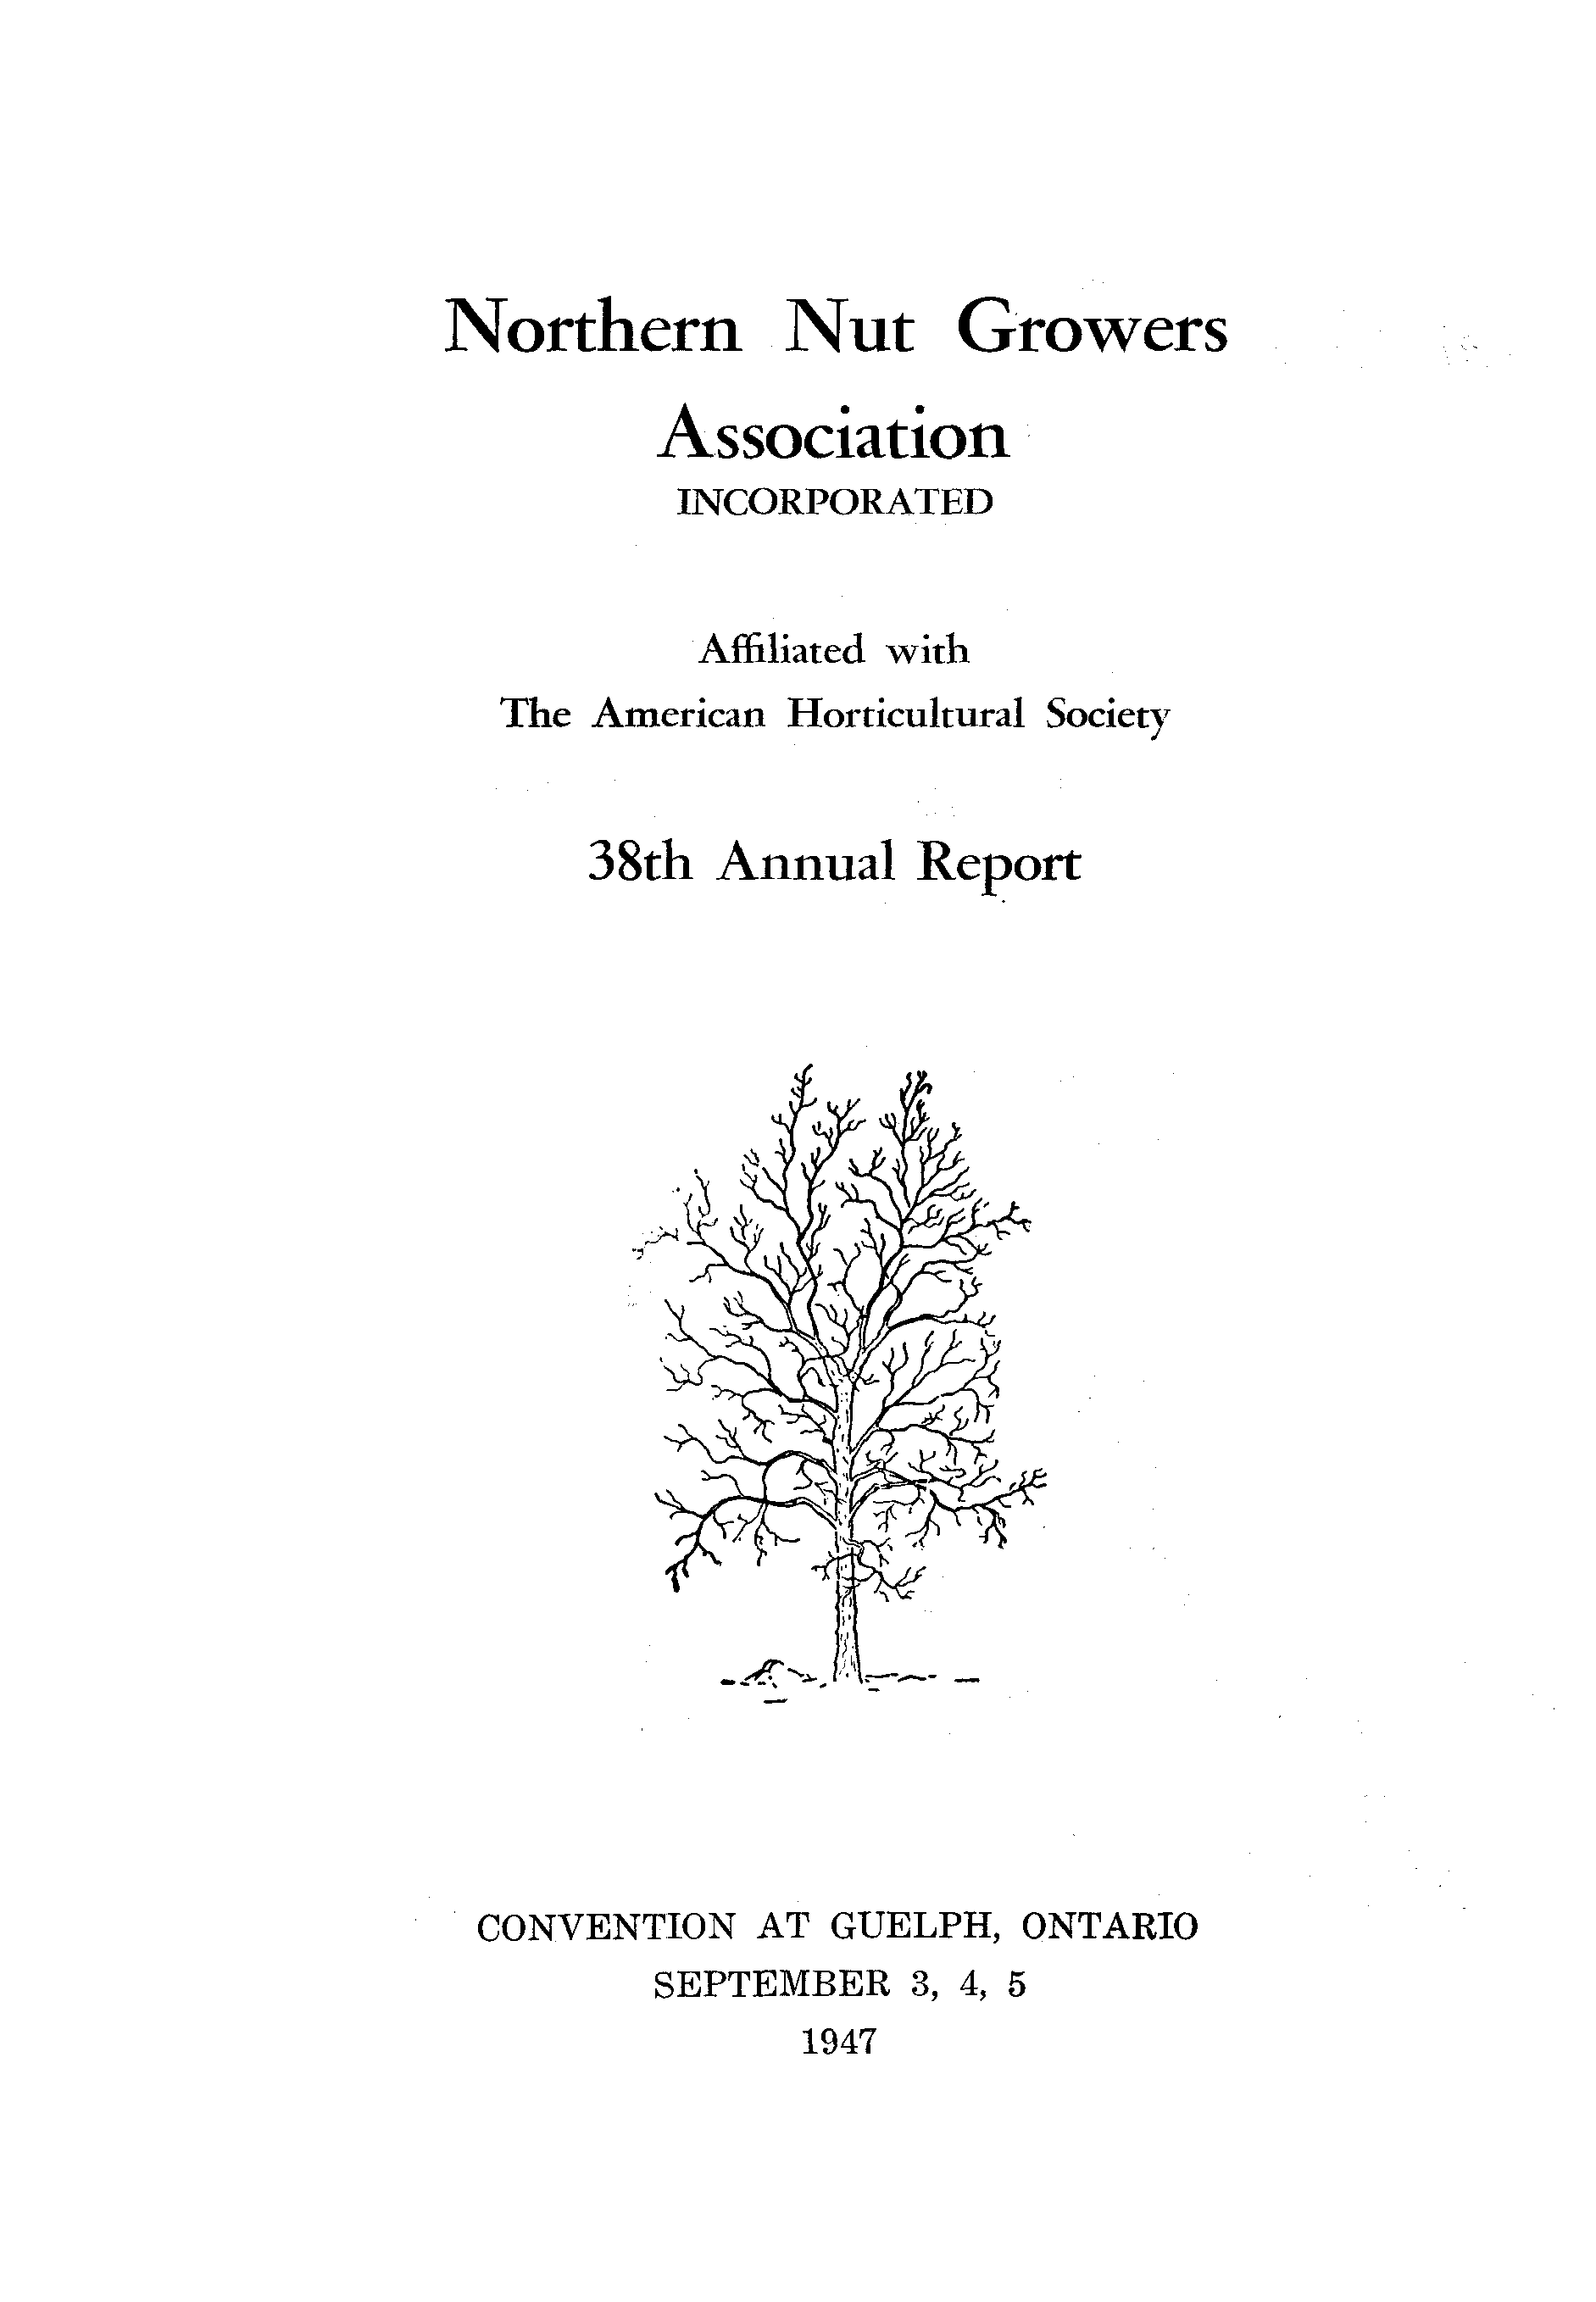 Northern Nut Growers
Association
INCORPORATED
Affiliated with
The American Horticultural Society
38th Annual Report
CONVENTION AT GUELPH, ONTARIO
SEPTEMBER 3, 4, 5
1947